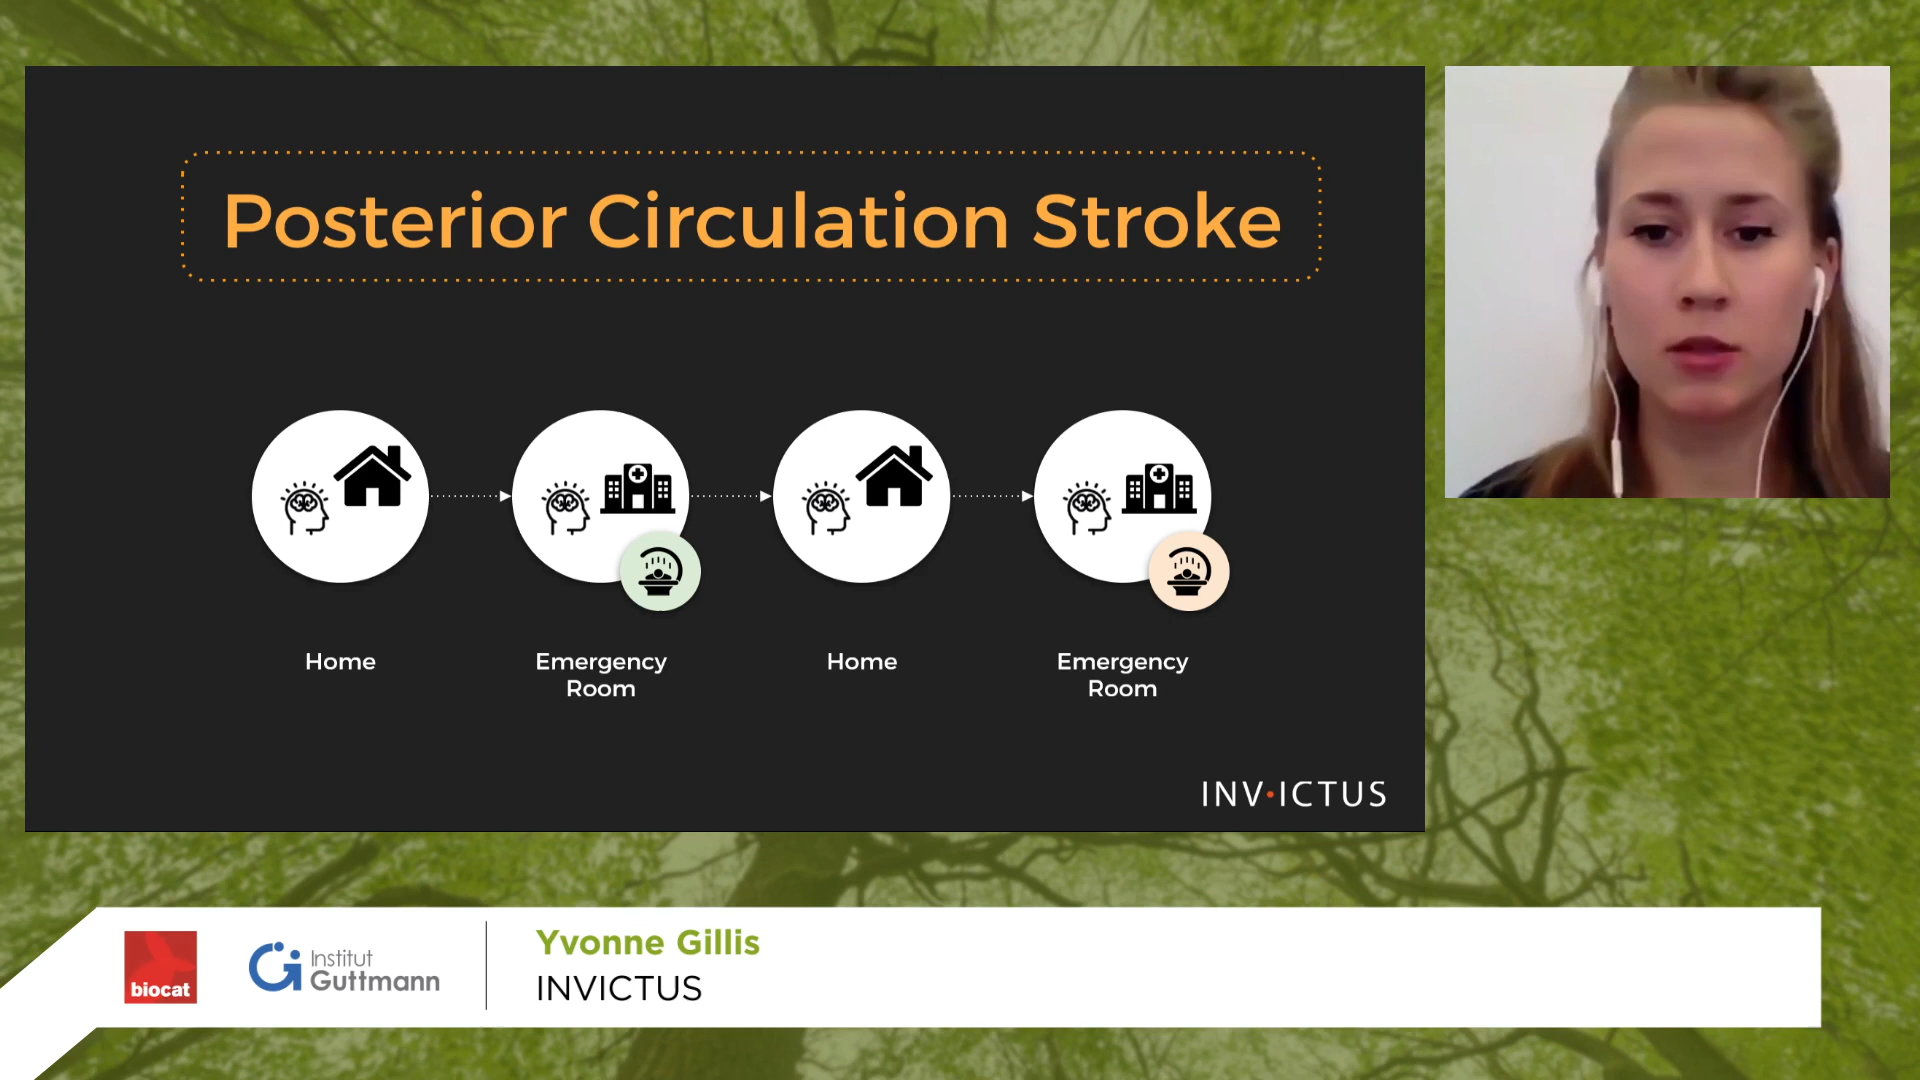 Posterior Circulation Stroke
Home
Emergency
Room
Home
Emergency
Room
INV•ICTUS
biocat
Institut
Guttmann
Yvonne Gillis
INVICTUS